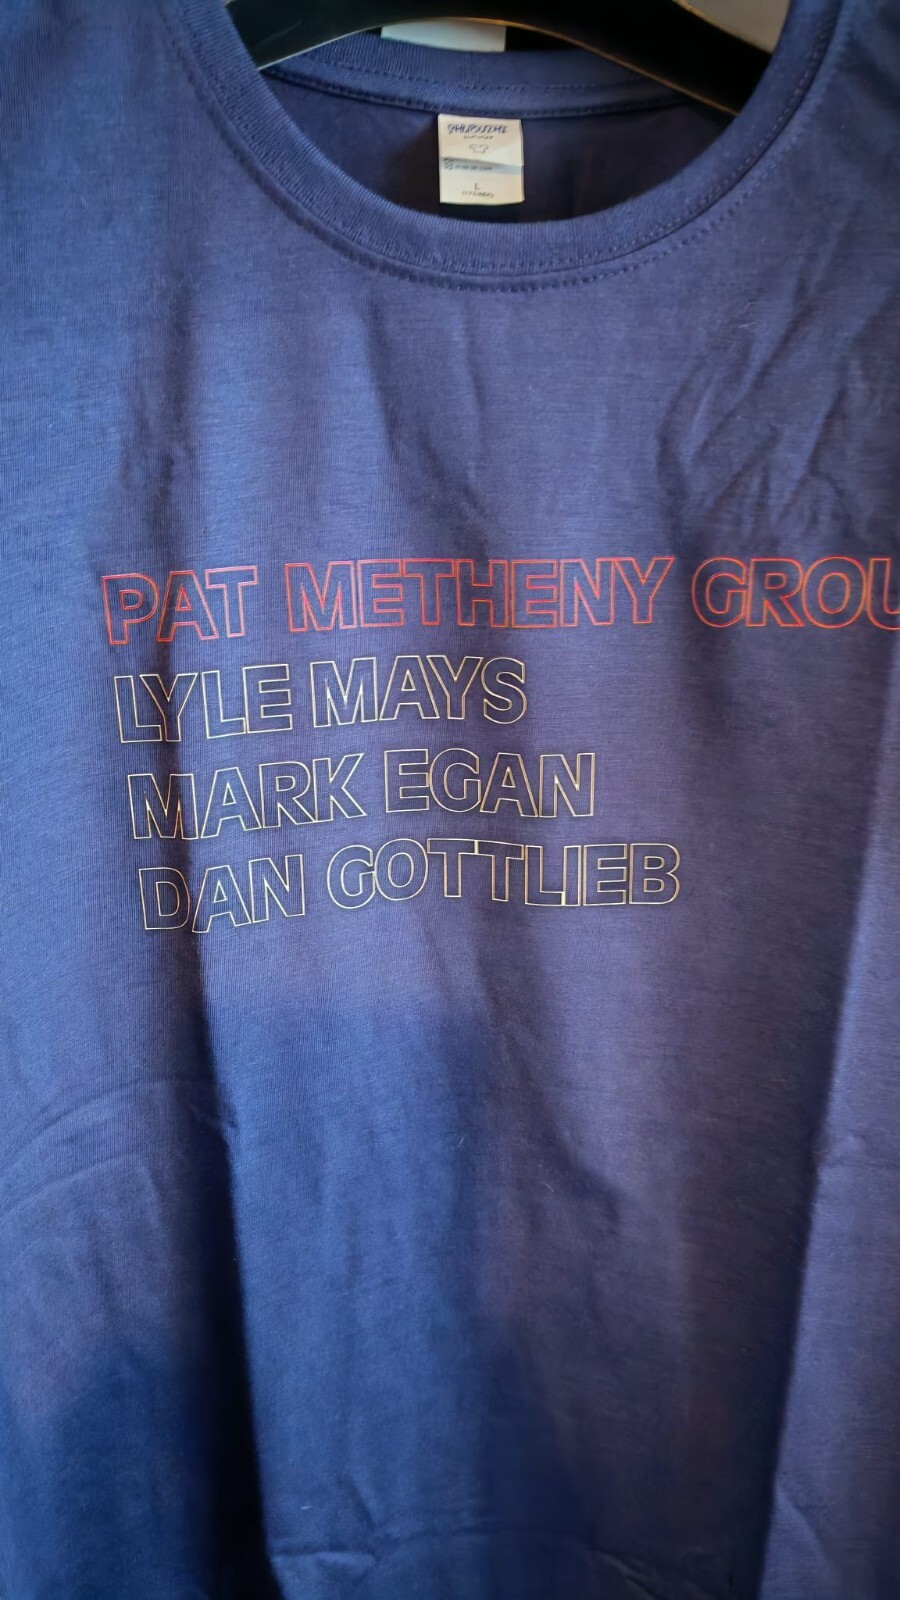 L
PAT METHENY GROU
LYLE MAYS
MARK EGAN
DAN GOTTLIEB